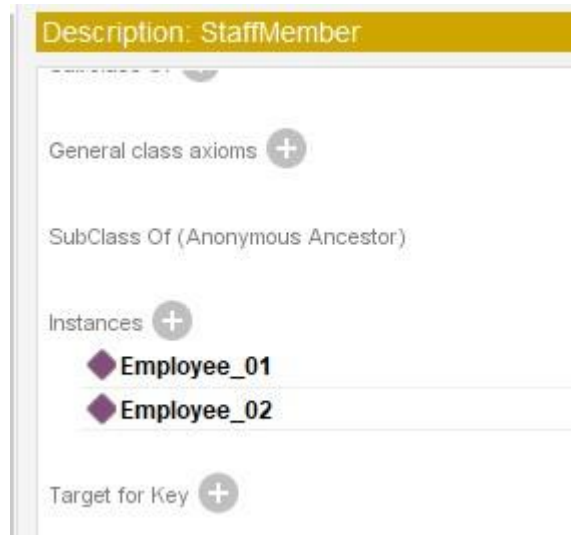 Description: StaffMember
General class axioms
SubClass Of (Anonymous Ancestor)
Instances
Employee_01
Employee_02
Target for Key